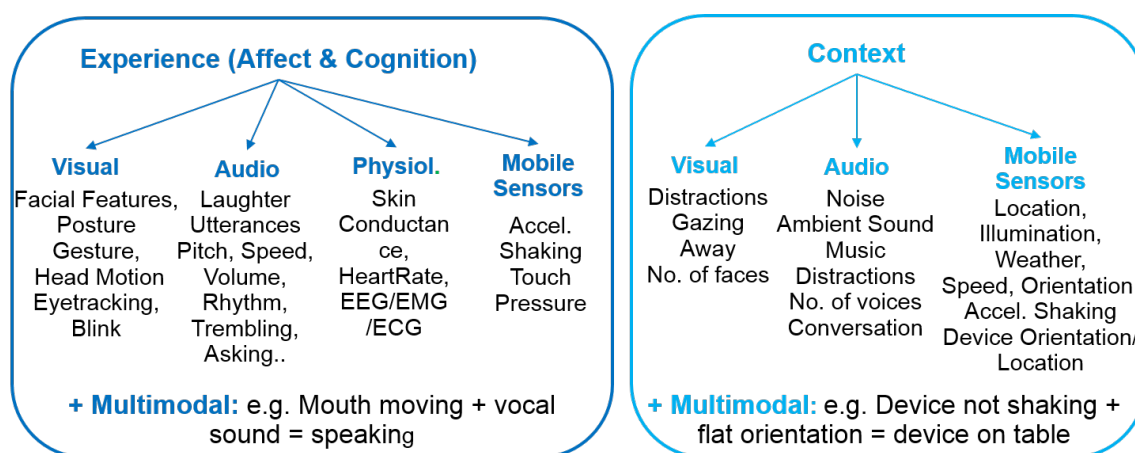 Experience (Affect & Cognition)
Visual
Facial Features,
Posture
Gesture,
Head Motion
Eyetracking,
Blink
Audio
Laughter
Utterances
Pitch, Speed,
Volume,
Rhythm,
Trembling,
Asking..
Physiol.
Skin
Conductan
ce,
HeartRate,
EEG/EMG
/ECG
Mobile
Sensors
Accel.
Shaking
Touch
Pressure
+ Multimodal: e.g. Mouth moving + vocal
sound = speaking
Context
Visual
Distractions
Gazing
Away
No. of faces
Audio
Noise
Ambient Sound
Music
Distractions
No. of voices
Conversation
Mobile
Sensors
Location,
Illumination,
Weather,
Speed, Orientation
Accel. Shaking
Device Orientation/
Location
+ Multimodal: e.g. Device not shaking +
flat orientation = device on table